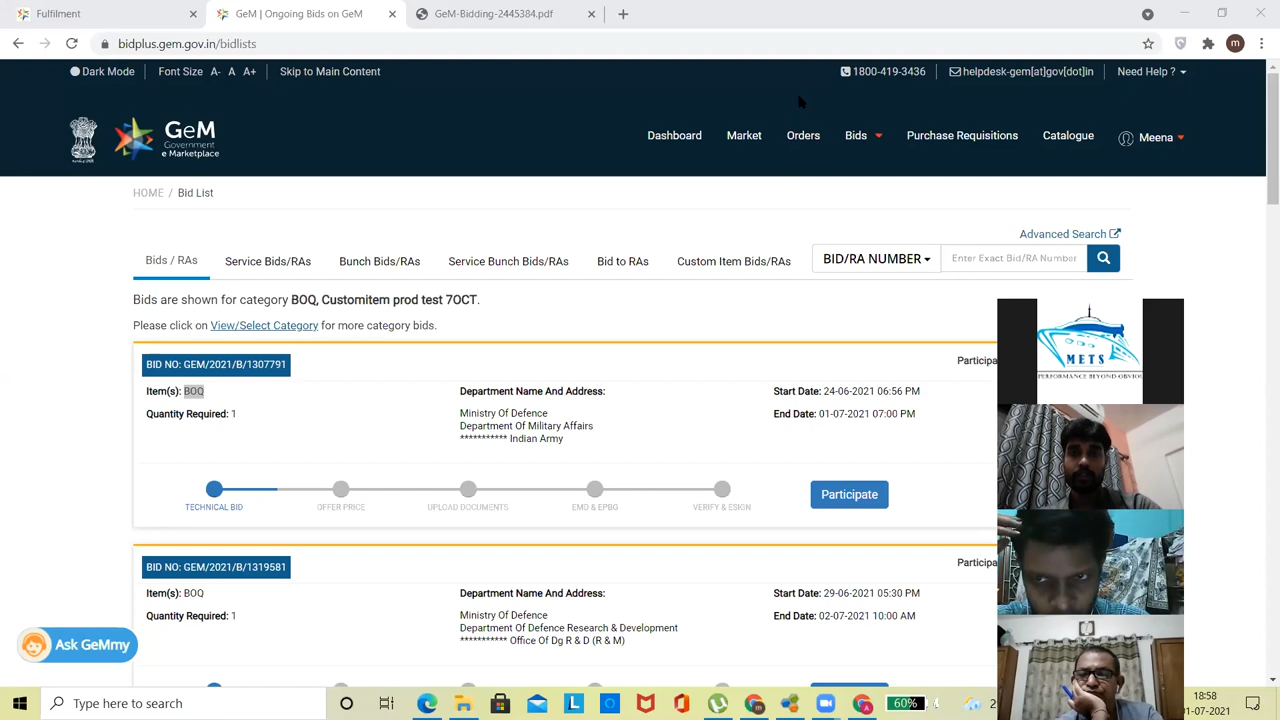 Fulfilment
GeM | Ongoing Bids on GeM
GeM-Bidding-2445384.pdf
bidplus.gem.gov.in/bidlists
m
Dark Mode
Font Size A- A A+
Skip to Main Content
1800-419-3436
helpdesk-gem[at]gov[dot]in
Need Help ?
GeM
Government
e Marketplace
Dashboard
Market
Orders
Bids
Purchase Requisitions
Catalogue
Meena
HOME / Bid List
Advanced Search
Bids / RAs
Service Bids/RAs
Bunch Bids/RAs
Service Bunch Bids/RAs
Bid to RAs
Custom Item Bids/RAs
BID/RA NUMBER
Enter Exact Bid/RA Number
Bids are shown for category BOQ, Customitem prod test 7OCT.
Please click on View/Select Category for more category bids.
BID NO: GEM/2021/B/1307791
Participa
Item(s): BOQ
Department Name And Address:
Start Date: 24-06-2021 06:56 PM
Quantity Required: 1
Ministry Of Defence
Department Of Military Affairs
*********** Indian Army
End Date: 01-07-2021 07:00 PM
TECHNICAL BID
OFFER PRICE
UPLOAD DOCUMENTS
EMD & EPBG
VERIFY & ESIGN
Participate
BID NO: GEM/2021/B/1319581
Participa
Item(s): BOQ
Department Name And Address:
Start Date: 29-06-2021 05:30 PM
Quantity Required: 1
Ministry Of Defence
Department Of Defence Research & Development
*********** Office Of Dg R & D (R & M)
End Date: 02-07-2021 10:00 AM
METS
PERFORMANCE BEYOND OBVIOU
Ask GeMmy
Type here to search
60%
2
18:58
01-07-2021